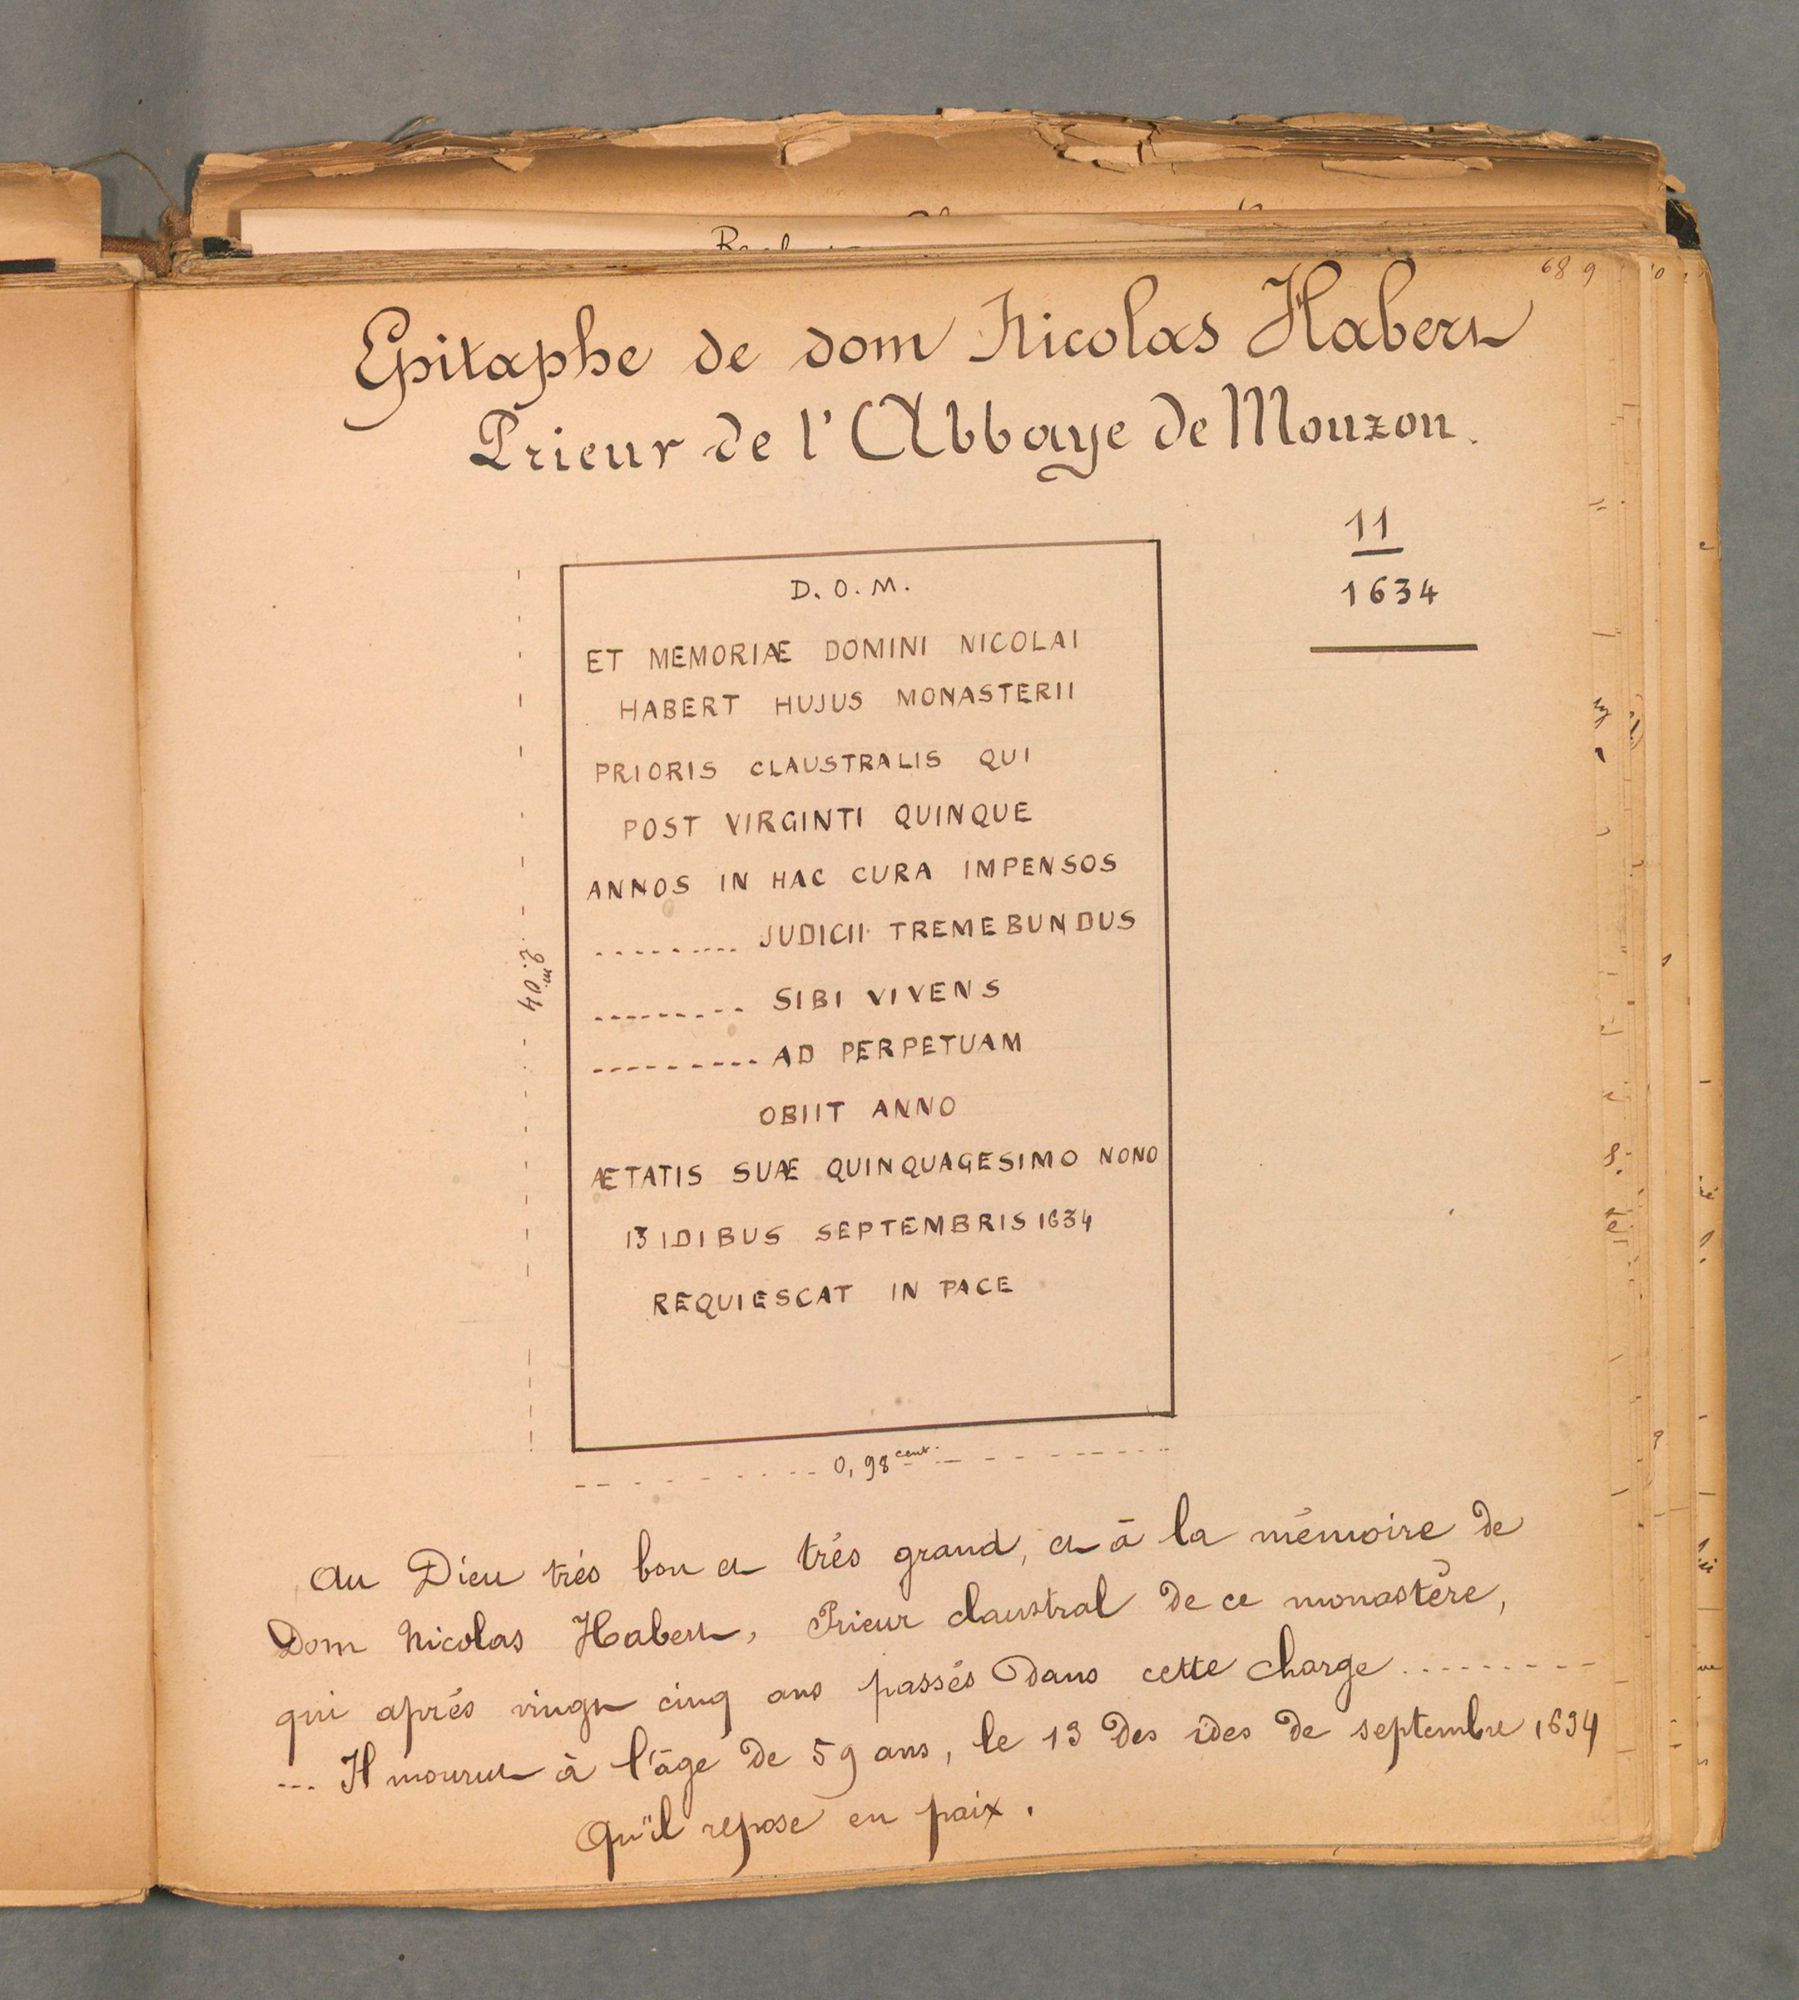 68
Epitaphe de dom Nicolas Habert
Prieur de l'Abbaye de Mouzon.
11
1634
D. O. M.
ET MEMORIÆ DOMINI NICOLAI
HABERT HUJUS MONASTERII
PRIORIS CLAUSTRALIS QUI
POST VIRGINTI QUINQUE
ANNOS IN HAC CURA IMPENSOS
......... JUDICII TREMEBUNDUS
......... SIBI VIVENS
.......... AD PERPETUAM
OBIIT ANNO
ÆTATIS SUÆ QUINQUAGESIMO NONO
13 IDIBUS SEPTEMBRIS 1634
REQUIESCAT IN PACE
0,98 cent.
Au Dieu trés bon et trés grand, et à la mémoire de
Dom Nicolas Habert, Prieur claustral de ce monastère,
qui aprés vingt cinq ans passés dans cette charge .........
... Il mourut à l'âge de 59 ans, le 13 des ides de septembre 1634
Qu'il repose en paix.